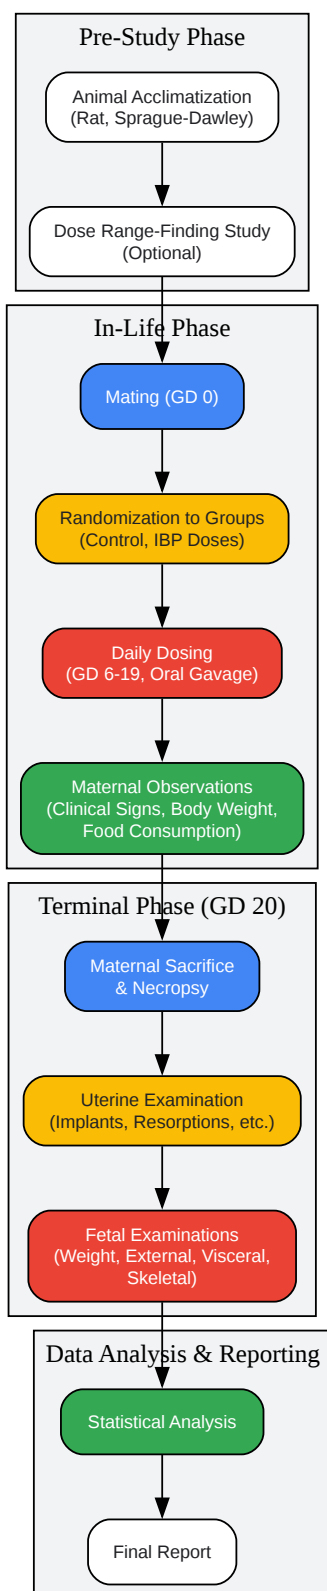 Pre-Study Phase
Animal Acclimatization
(Rat, Sprague-Dawley)
Dose Range-Finding Study
(Optional)
In-Life Phase
Mating (GD 0)
Randomization to Groups
(Control, IBP Doses)
Daily Dosing
(GD 6-19, Oral Gavage)
Maternal Observations
(Clinical Signs, Body Weight,
Food Consumption)
Terminal Phase (GD 20)
Maternal Sacrifice
& Necropsy
Uterine Examination
(Implants, Resorptions, etc.)
Fetal Examinations
(Weight, External, Visceral,
Skeletal)
Data Analysis & Reporting
Statistical Analysis
Final Report